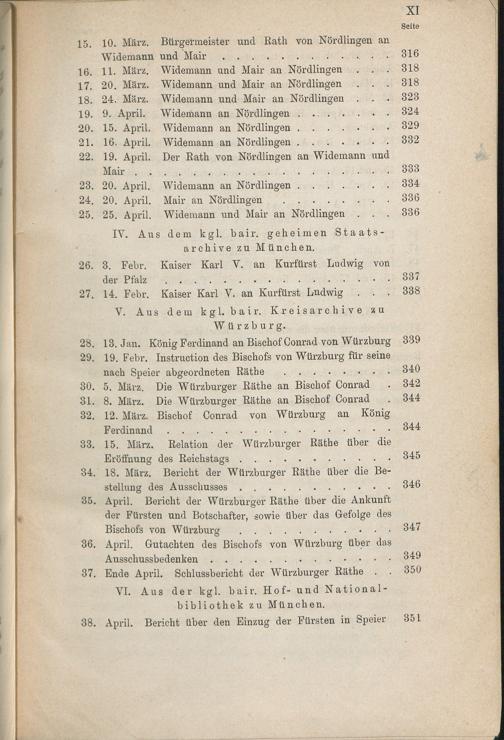 XI
Seite
15. 10. März. Bürgermeister und Rath von Nördlingen an
Widemann und Mair . . . . . . . . . . . . 316
16. 11. März. Widemann und Mair an Nördlingen . . . 318
17. 20. März. Widemann und Mair an Nördlingen . . . 318
18. 24. März. Widemann und Mair an Nördlingen . . . 323
19. 9. April. Widemann an Nördlingen . . . . . . . 324
20. 15. April. Widemann an Nördlingen . . . . . . . 329
21. 16. April. Widemann an Nördlingen . . . . . . . 332
22. 19. April. Der Rath von Nördlingen an Widemann und
Mair . . . . . . . . . . . . . . . . . . 333
23. 20. April. Widemann an Nördlingen . . . . . . . 334
24. 20. April. Mair an Nördlingen . . . . . . . . 336
25. 25. April. Widemann und Mair an Nördlingen . . . 336
IV. Aus dem kgl. bair. geheimen Staats-
archive zu München.
26. 3. Febr. Kaiser Karl V. an Kurfürst Ludwig von
der Pfalz . . . . . . . . . . . . . . . . 337
27. 14. Febr. Kaiser Karl V. an Kurfürst Ludwig . . . 338
V. Aus dem kgl. bair. Kreisarchive zu
Würzburg.
28. 13. Jan. König Ferdinand an Bischof Conrad von Würzburg 339
29. 19. Febr. Instruction des Bischofs von Würzburg für seine
nach Speier abgeordneten Räthe . . . . . . . 340
30. 5. März. Die Würzburger Räthe an Bischof Conrad . 342
31. 8. März. Die Würzburger Räthe an Bischof Conrad . 344
32. 12. März. Bischof Conrad von Würzburg an König
Ferdinand . . . . . . . . . . . . . . . . 344
33. 15. März. Relation der Würzburger Räthe über die
Eröffnung des Reichstags . . . . . . . . . . 345
34. 18. März. Bericht der Würzburger Räthe über die Be-
stellung des Ausschusses . . . . . . . . . . 346
35. April. Bericht der Würzburger Räthe über die Ankunft
der Fürsten und Botschafter, sowie über das Gefolge des
Bischofs von Würzburg . . . . . . . . . . 347
36. April. Gutachten des Bischofs von Würzburg über das
Ausschussbedenken . . . . . . . . . . . . 349
37. Ende April. Schlussbericht der Würzburger Räthe . . 350
VI. Aus der kgl. bair. Hof- und National-
bibliothek zu München.
38. April. Bericht über den Einzug der Fürsten in Speier 351